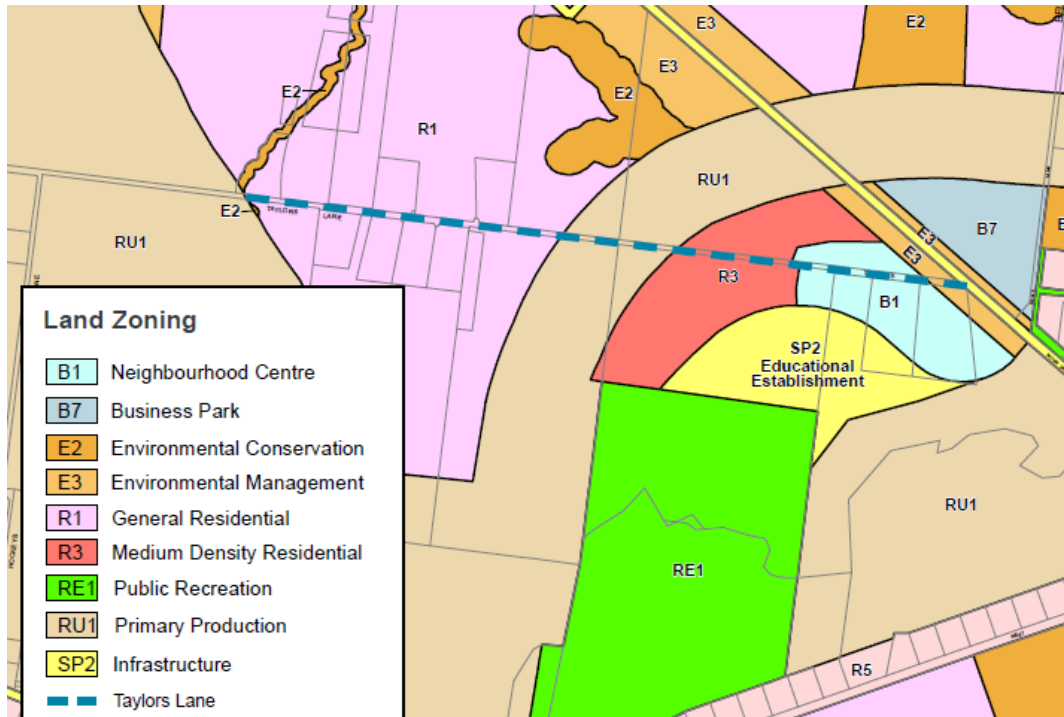 E3
E2
E2
E3
E2
R1
RU1
E2
TAYLORS LANE
RU1
B7
E3
E3
R3
B1
SP2
Educational
Establishment
RU1
RE1
R5
Land Zoning
B1 Neighbourhood Centre
B7 Business Park
E2 Environmental Conservation
E3 Environmental Management
R1 General Residential
R3 Medium Density Residential
RE1 Public Recreation
RU1 Primary Production
SP2 Infrastructure
Taylors Lane